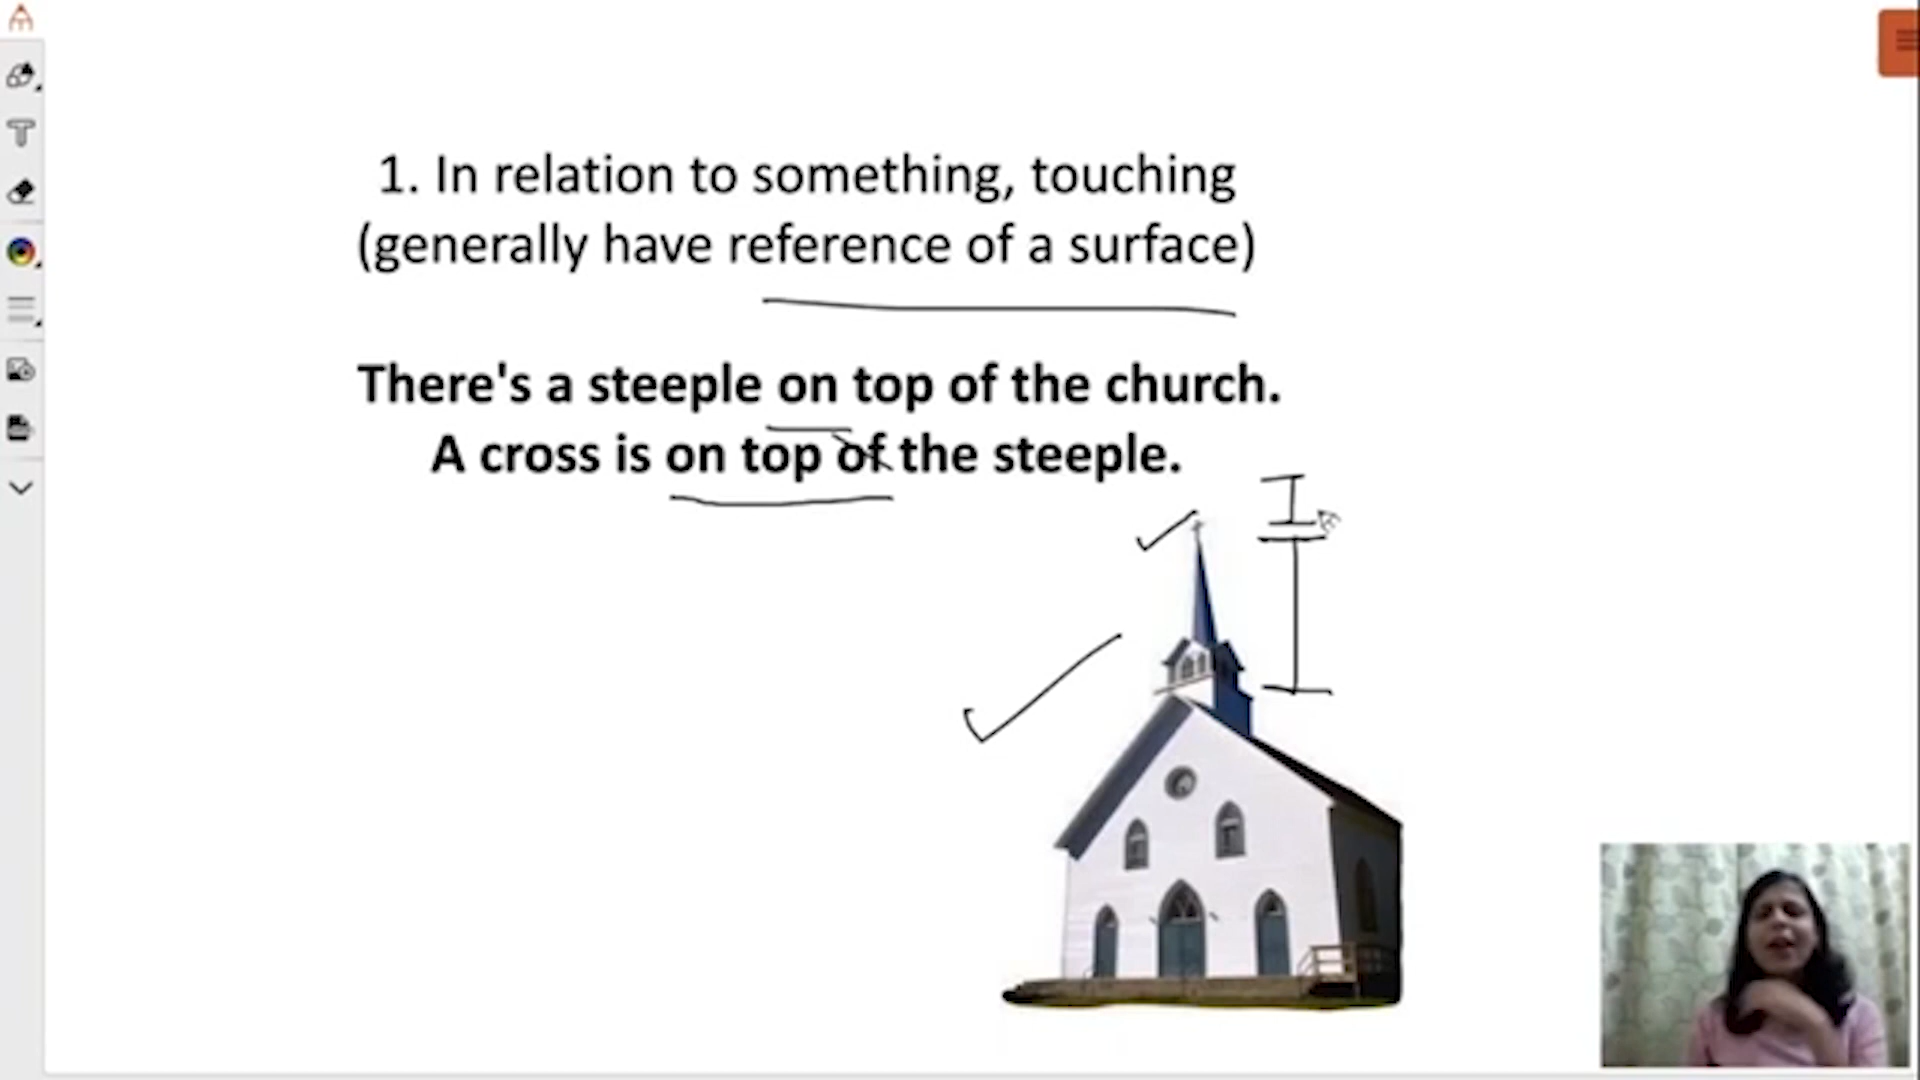 1. In relation to something, touching
(generally have reference of a surface)
There's a steeple on top of the church.
A cross is on top of the steeple.